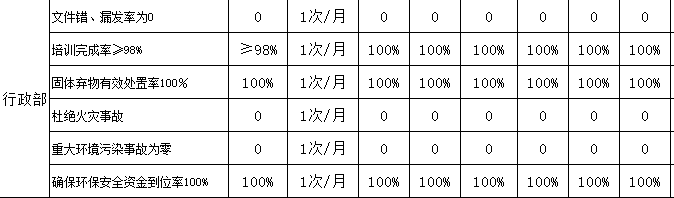 文件错、漏发率为0 0 1次/月 0 0 0 0 0 0
培训完成率≥98% ≥98% 1次/月 100% 100% 100% 100% 100% 100%
固体弃物有效处置率100% 100% 1次/月 100% 100% 100% 100% 100% 100%
行政部
杜绝火灾事故 0 1次/月 0 0 0 0 0 0
重大环境污染事故为零 0 1次/月 0 0 0 0 0 0
确保环保安全资金到位率100% 100% 1次/月 100% 100% 100% 100% 100% 100%